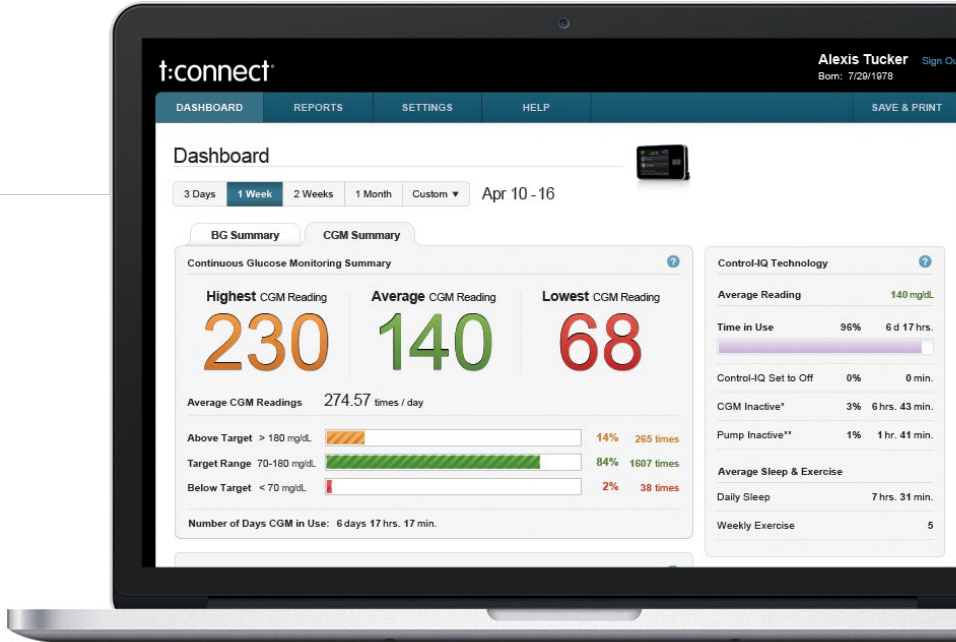 t:connect
Alexis Tucker Sign Ou
Born: 7/29/1978
DASHBOARD REPORTS SETTINGS HELP SAVE & PRINT
Dashboard
3 Days 1 Week 2 Weeks 1 Month Custom ▼ Apr 10 - 16
BG Summary CGM Summary
Continuous Glucose Monitoring Summary ?
Highest CGM Reading Average CGM Reading Lowest CGM Reading
230 140 68
Average CGM Readings 274.57 times / day
Above Target > 180 mg/dL 14% 265 times
Target Range 70-180 mg/dL 84% 1607 times
Below Target < 70 mg/dL 2% 38 times
Number of Days CGM in Use: 6 days 17 hrs. 17 min.
Control-IQ Technology ?
Average Reading 140 mg/dL
Time in Use 96% 6 d 17 hrs.
Control-IQ Set to Off 0% 0 min.
CGM Inactive* 3% 6 hrs. 43 min.
Pump Inactive** 1% 1 hr. 41 min.
Average Sleep & Exercise
Daily Sleep 7 hrs. 31 min.
Weekly Exercise 5